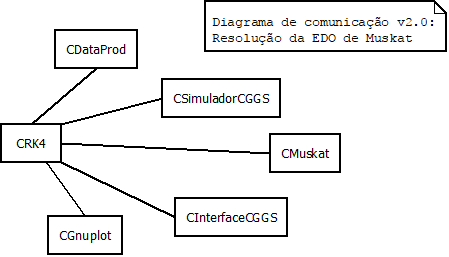 Diagrama de comunicação v2.0:
Resolução da EDO de Muskat
CDataProd
CSimuladorCGGS
CRK4
CMuskat
CInterfaceCGGS
CGnuplot